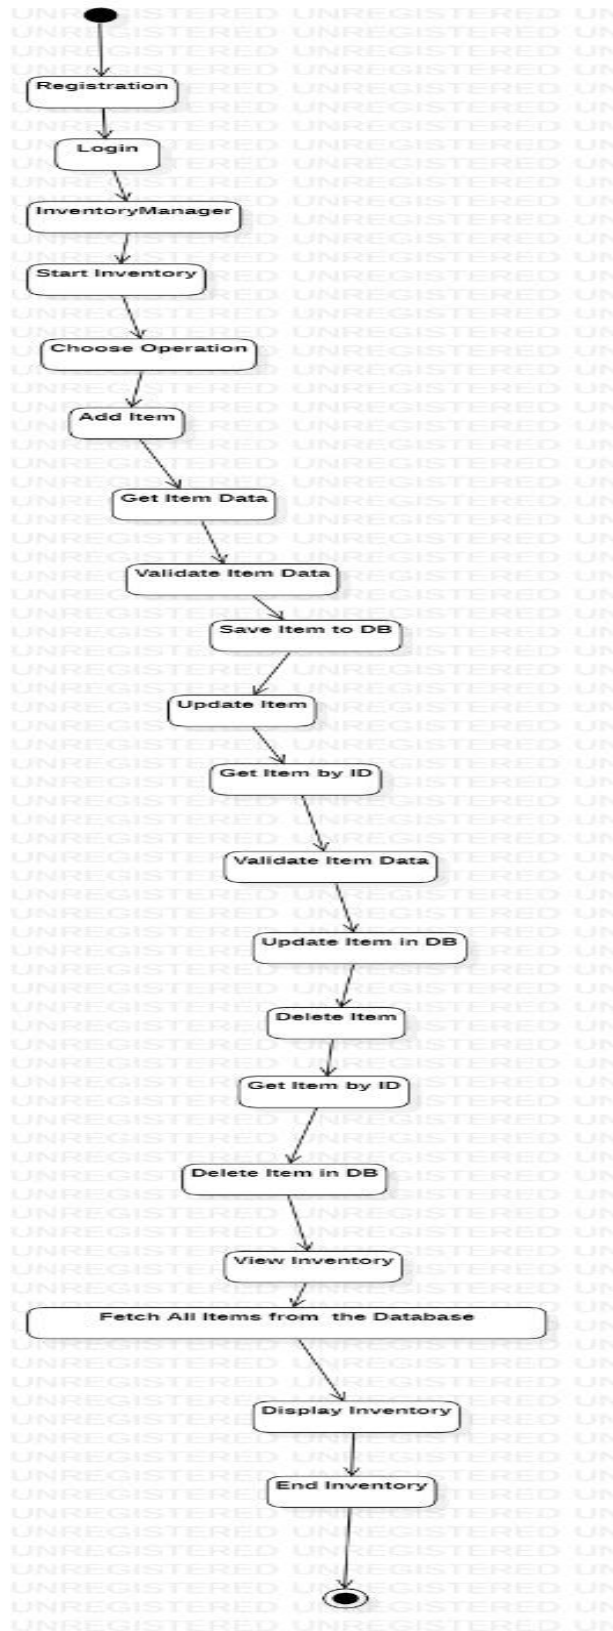 Registration
Login
InventoryManager
Start Inventory
Choose Operation
Add Item
Get Item Data
Validate Item Data
Save Item to DB
Update Item
Get Item by ID
Validate Item Data
Update Item in DB
Delete Item
Get Item by ID
Delete Item in DB
View Inventory
Fetch All Items from the Database
Display Inventory
End Inventory
UNREGISTERED